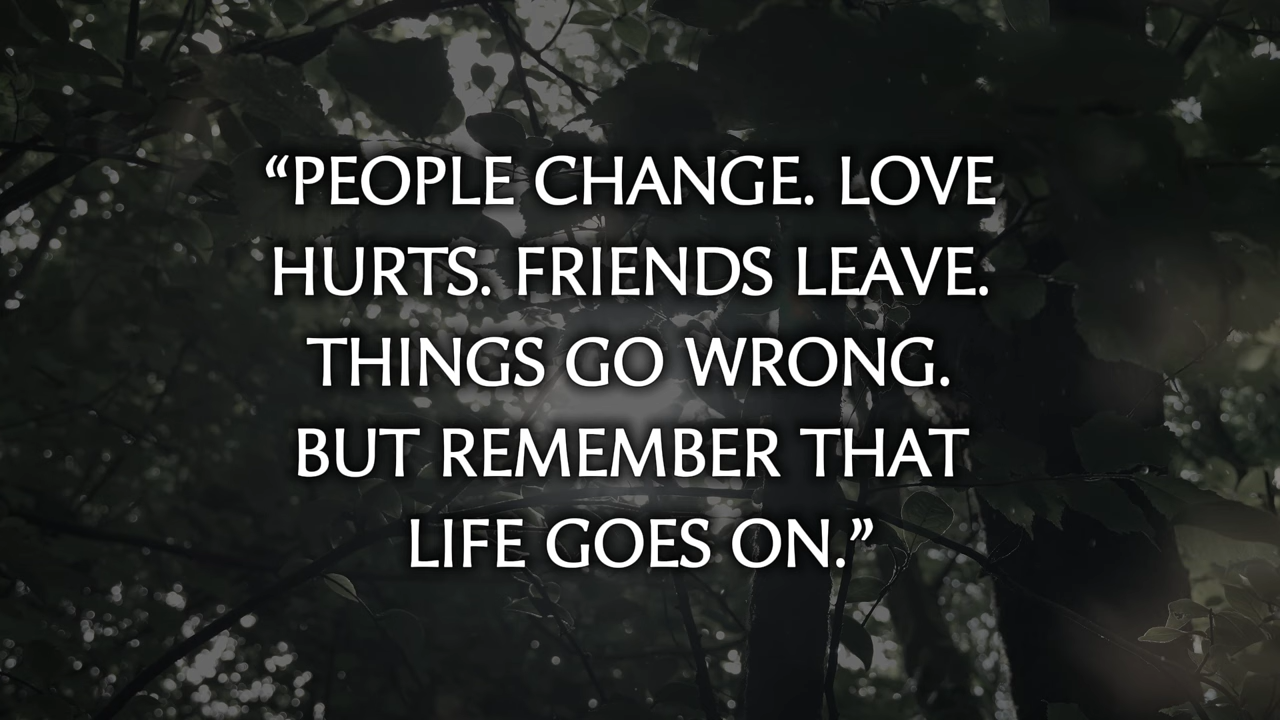 “PEOPLE CHANGE. LOVE
HURTS. FRIENDS LEAVE.
THINGS GO WRONG.
BUT REMEMBER THAT
LIFE GOES ON.”